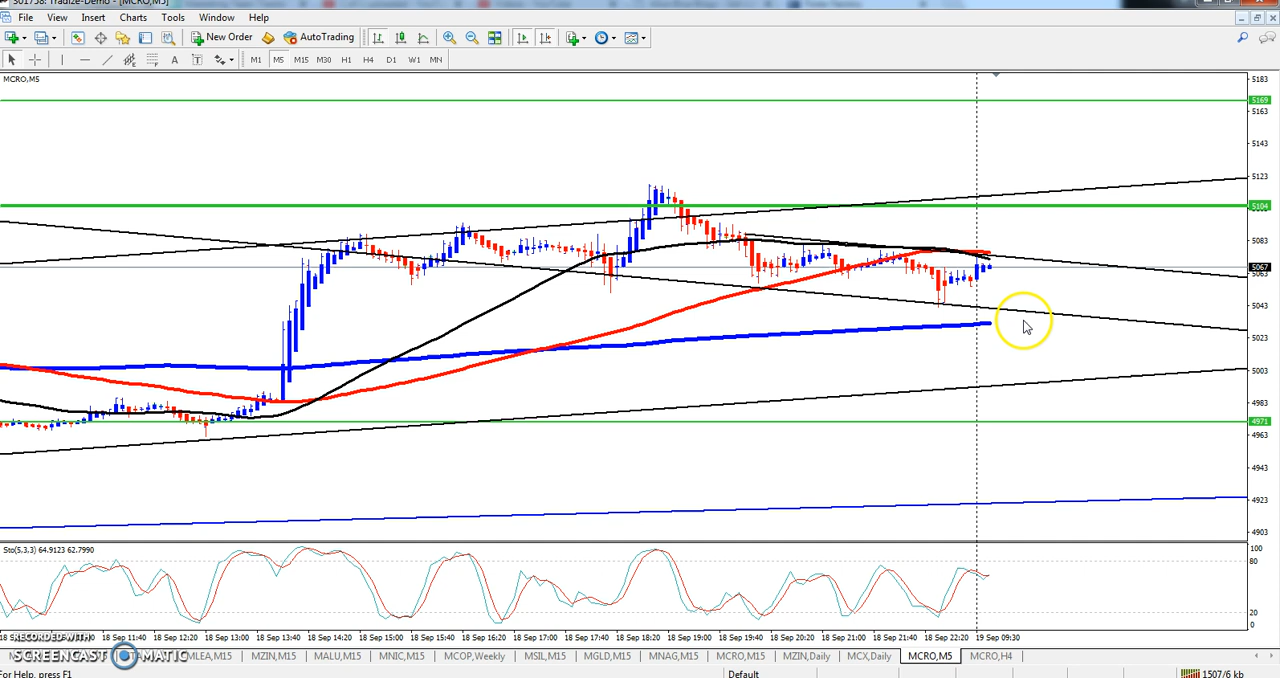 S01758: Tradize-Demo - [MCRO,M5]
File View Insert Charts Tools Window Help
New Order AutoTrading
A T M1 M5 M15 M30 H1 H4 D1 W1 MN
MCRO,M5
5183
5169
5163
5143
5123
5104
5083
5067
5063
5043
5023
5003
4983
4971
4963
4943
4923
4903
Sto(5,3,3) 64.9123 62.7990
100
80
20
0
18 Sep 11:40 18 Sep 12:20 18 Sep 13:00 18 Sep 13:40 18 Sep 14:20 18 Sep 15:00 18 Sep 15:40 18 Sep 16:20 18 Sep 17:00 18 Sep 17:40 18 Sep 18:20 18 Sep 19:00 18 Sep 19:40 18 Sep 20:20 18 Sep 21:00 18 Sep 21:40 18 Sep 22:20 19 Sep 09:30
RECORDED WITH
SCREENCAST MATIC
MLEA,M15 MZIN,M15 MALU,M15 MNIC,M15 MCOP,Weekly MSIL,M15 MGLD,M15 MNAG,M15 MCRO,M15 MZIN,Daily MCX,Daily MCRO,M5 MCRO,H4
For Help, press F1 Default 1507/6 kb